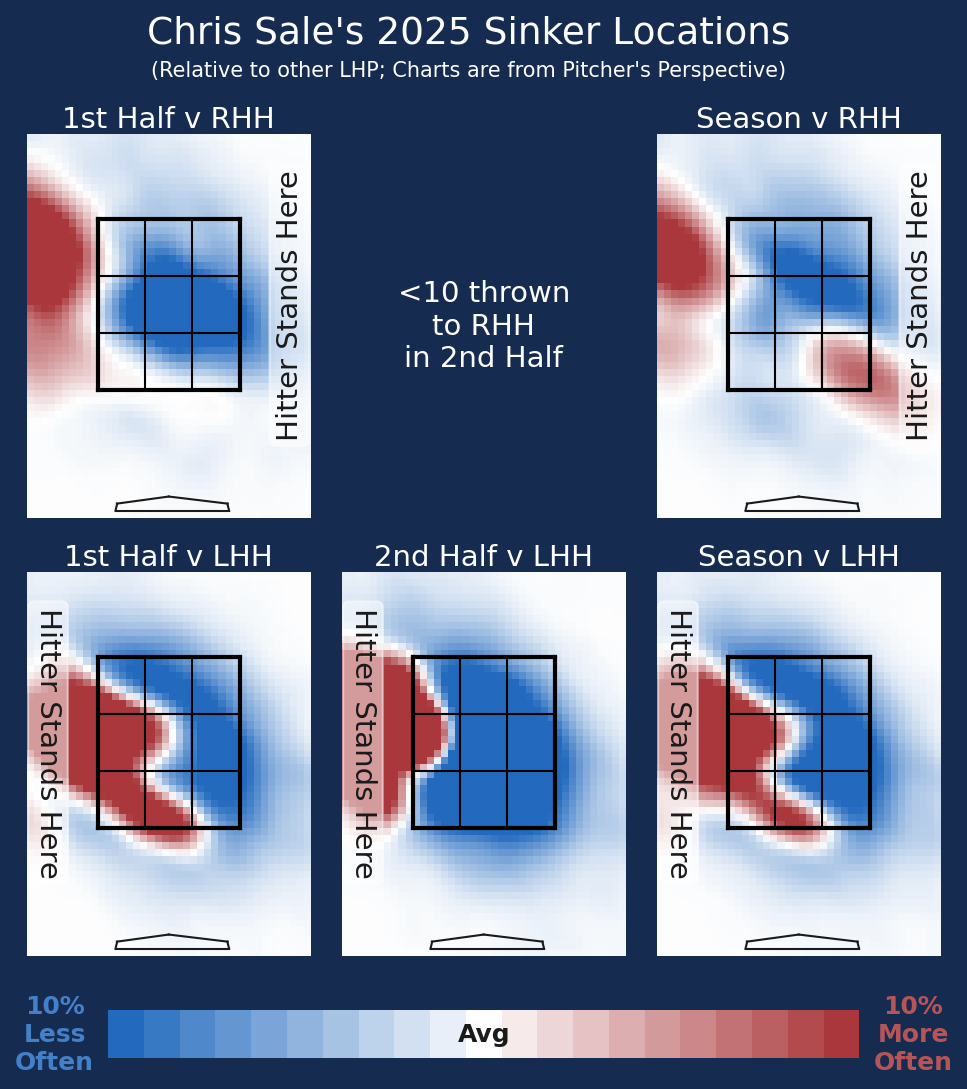 Chris Sale's 2025 Sinker Locations
(Relative to other LHP; Charts are from Pitcher's Perspective)
1st Half v RHH
Season v RHH
Hitter Stands Here
<10 thrown
to RHH
in 2nd Half
Hitter Stands Here
1st Half v LHH
2nd Half v LHH
Season v LHH
Hitter Stands Here
Hitter Stands Here
Hitter Stands Here
10%
Less
Often
Avg
10%
More
Often